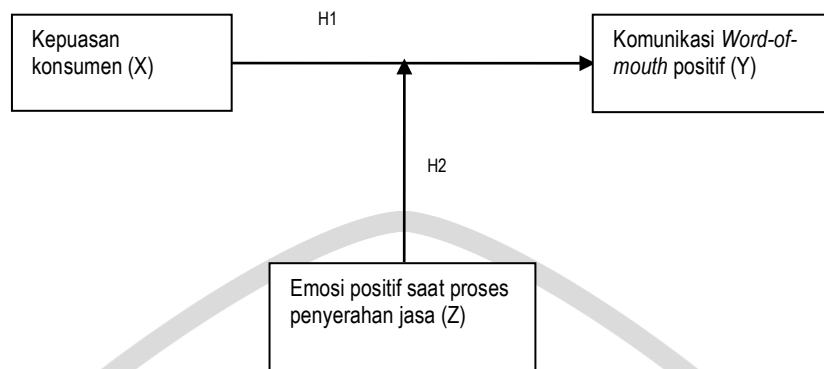 H1
Kepuasan
konsumen (X)
Komunikasi Word-of-
mouth positif (Y)
H2
Emosi positif saat proses
penyerahan jasa (Z)